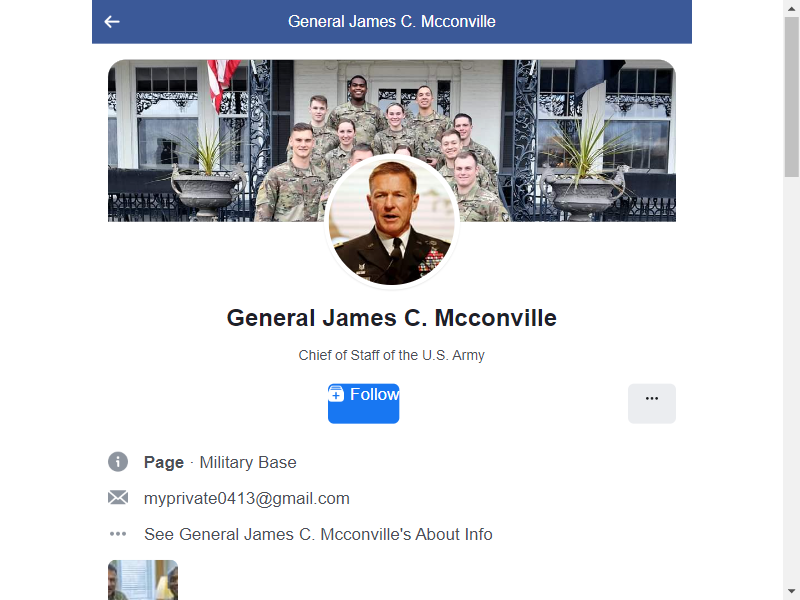 General James C. Mcconville
General James C. Mcconville
Chief of Staff of the U.S. Army
Follow
Page · Military Base
myprivate0413@gmail.com
See General James C. Mcconville's About Info